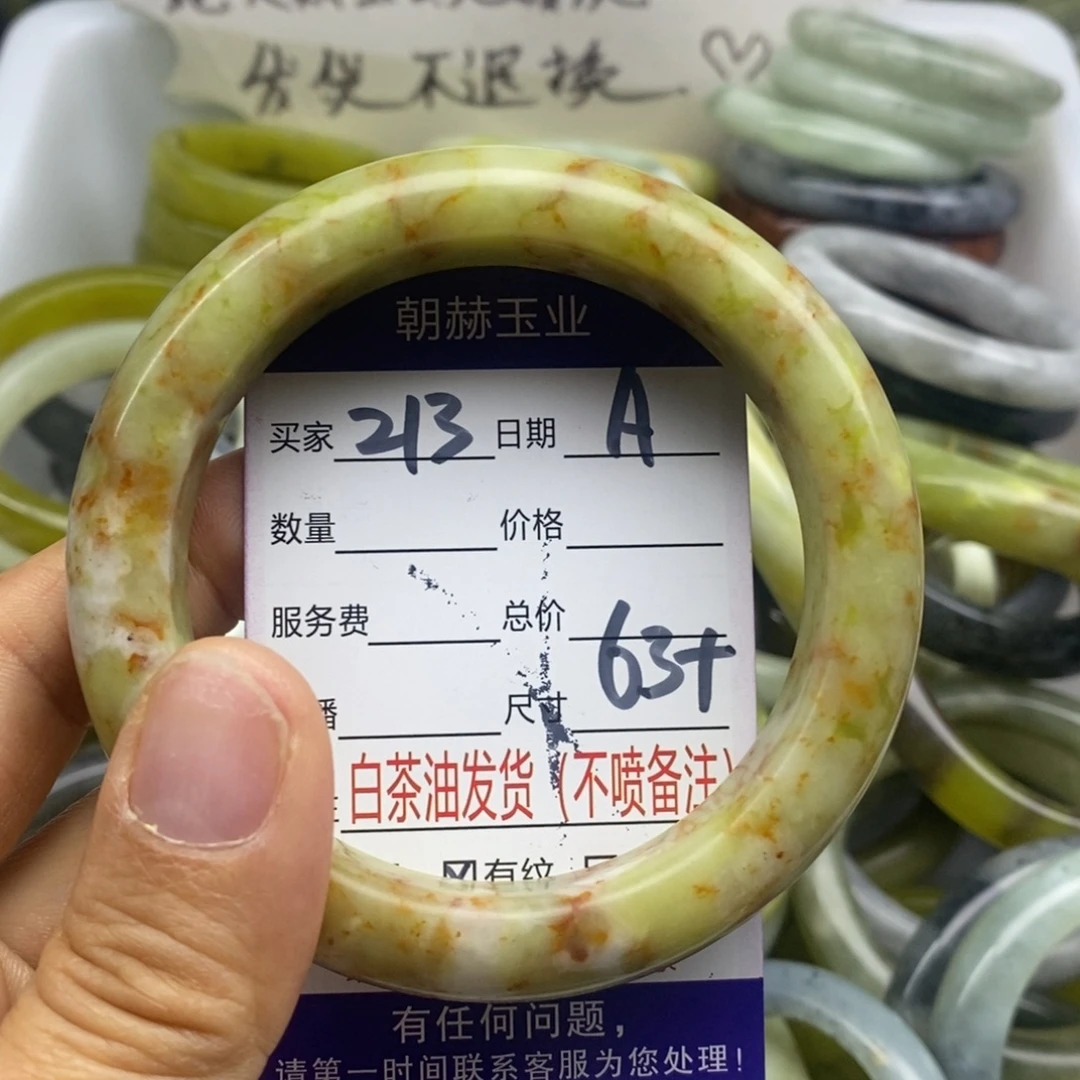 不退换
朝赫玉业
买家 213 日期 A
数量 价格
服务费 总价
播 尺寸 63+
白茶油发货（不喷备注）
☑有纹
有任何问题，
请第一时间联系客服为您处理！